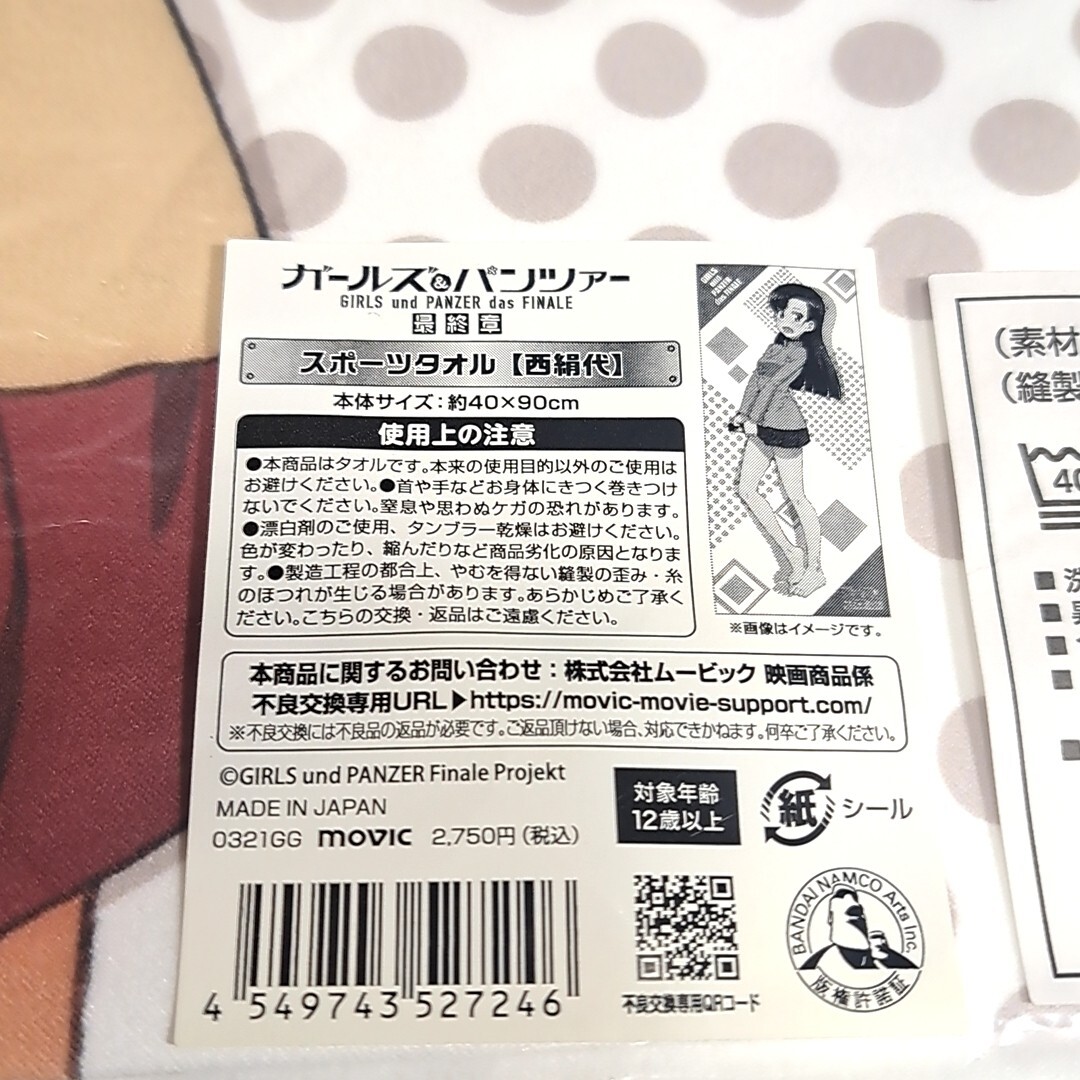 ガールズ&パンツァー
GIRLS und PANZER das FINALE
最終章
スポーツタオル【西絹代】
本体サイズ:約40×90cm
使用上の注意
●本商品はタオルです。本来の使用目的以外のご使用は
お避けください。●首や手などお身体にきつく巻きつけ
ないでください。窒息や思わぬケガの恐れがあります。
●漂白剤のご使用、タンブラー乾燥はお避けください。
色が変わったり、縮んだりなど商品劣化の原因となりま
す。●製造工程の都合上、やむを得ない縫製の歪み・糸
のほつれが生じる場合があります。あらかじめご了承く
ださい。こちらの交換・返品はご遠慮ください。
GIRLS
und
PANZER
das FINALE
※画像はイメージです。
本商品に関するお問い合わせ:株式会社ムービック 映画商品係
不良交換専用URL▶https://movic-movie-support.com/
※不良交換には不良品の返品が必要です。ご返品頂けない場合、対応できかねます。何卒ご了承ください。
©GIRLS und PANZER Finale Projekt
MADE IN JAPAN
0321GG movic 2,750円(税込)
対象年齢
12歳以上
紙 シール
4 549743 527246
不良交換専用QRコード
BANDAI NAMCO Arts Inc.
版権許諾証
(素材
(縫製
40